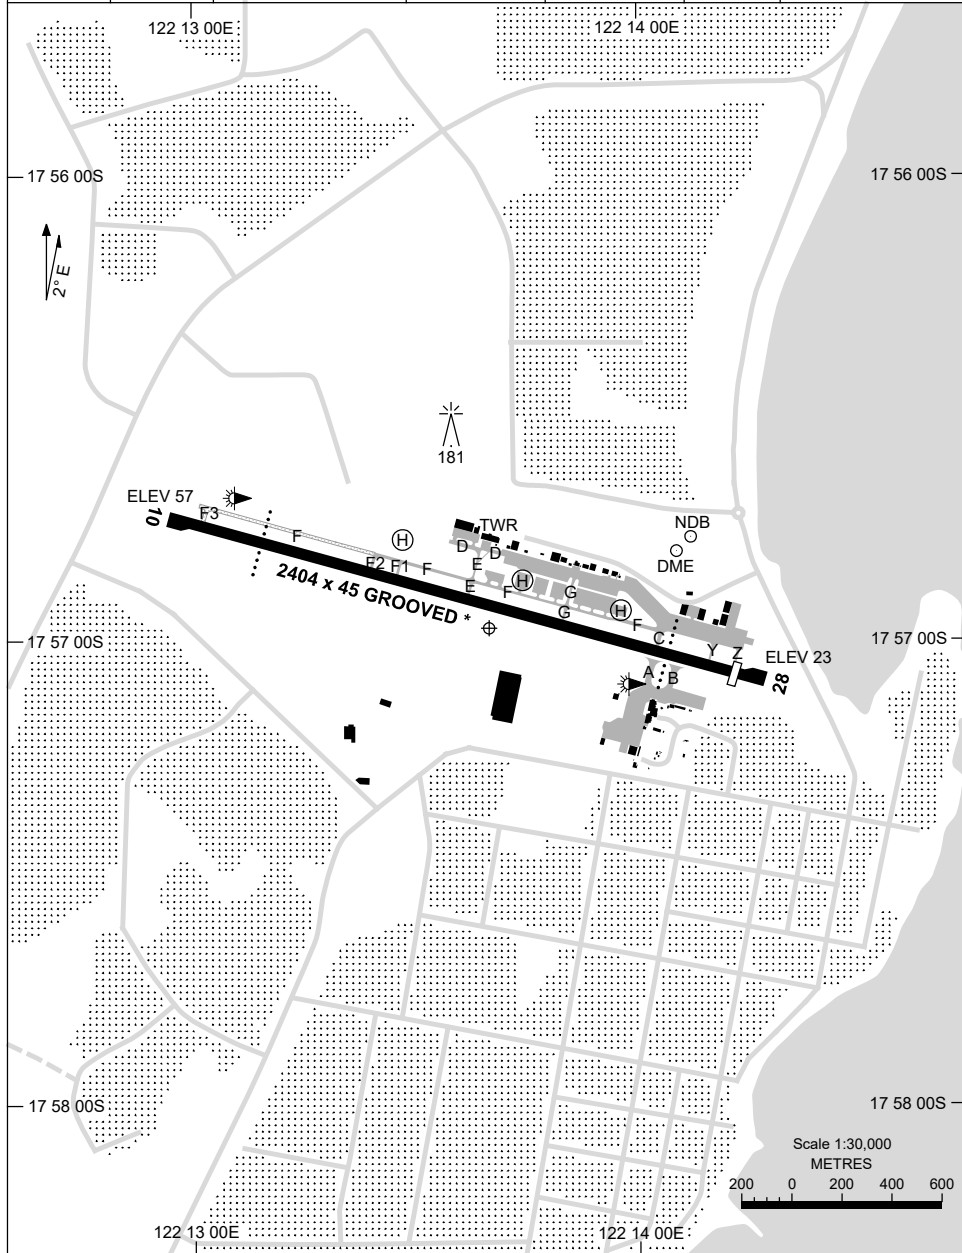 122 13 00E
122 14 00E
17 56 00S
17 56 00S
2° E
181
ELEV 57
F3
10
F
TWR
NDB
H
D
D
DME
F2
F1
F
E
H
2404 x 45 GROOVED *
E
F
G
G
H
F
C
17 57 00S
17 57 00S
Y
Z
ELEV 23
A
B
28
17 58 00S
17 58 00S
Scale 1:30,000
METRES
200 0 200 400 600
122 13 00E
122 14 00E